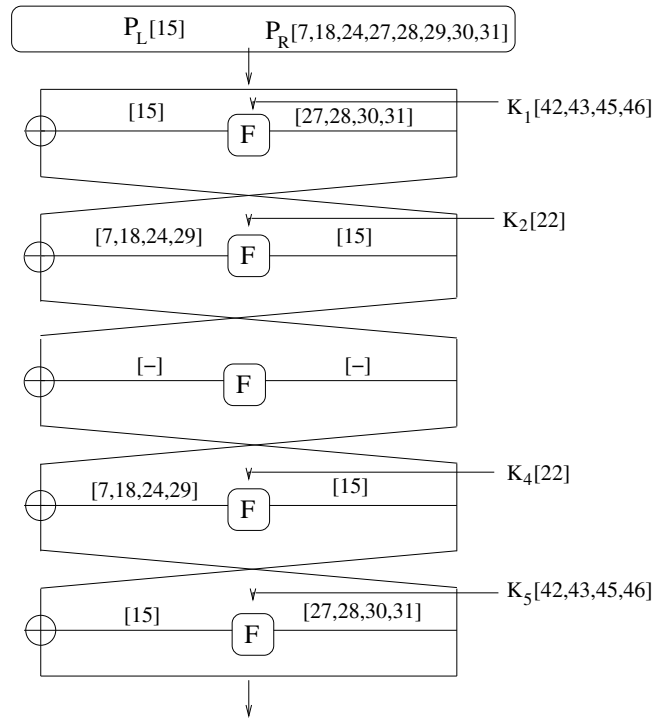 P_L[15] P_R[7,18,24,27,28,29,30,31]
K_1[42,43,45,46]
[15] F [27,28,30,31]
K_2[22]
[7,18,24,29] F [15]
[−] F [−]
K_4[22]
[7,18,24,29] F [15]
K_5[42,43,45,46]
[15] F [27,28,30,31]